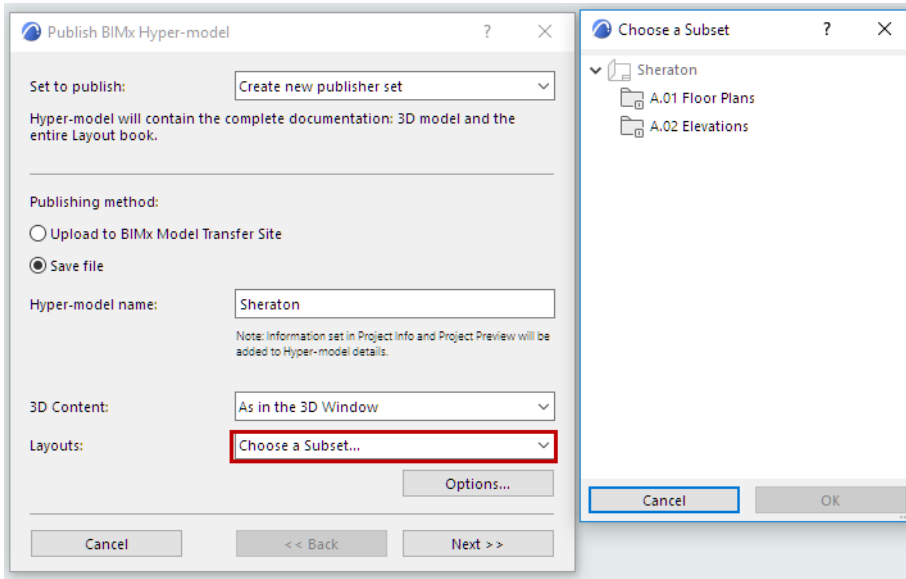 Publish BIMx Hyper-model
?
Set to publish:
Create new publisher set
Hyper-model will contain the complete documentation: 3D model and the
entire Layout book.
Publishing method:
Upload to BIMx Model Transfer Site
Save file
Hyper-model name:
Sheraton
Note: Information set in Project Info and Project Preview will be
added to Hyper-model details.
3D Content:
As in the 3D Window
Layouts:
Choose a Subset...
Options...
Cancel
<< Back
Next >>
Choose a Subset
?
Sheraton
A.01 Floor Plans
A.02 Elevations
Cancel
OK